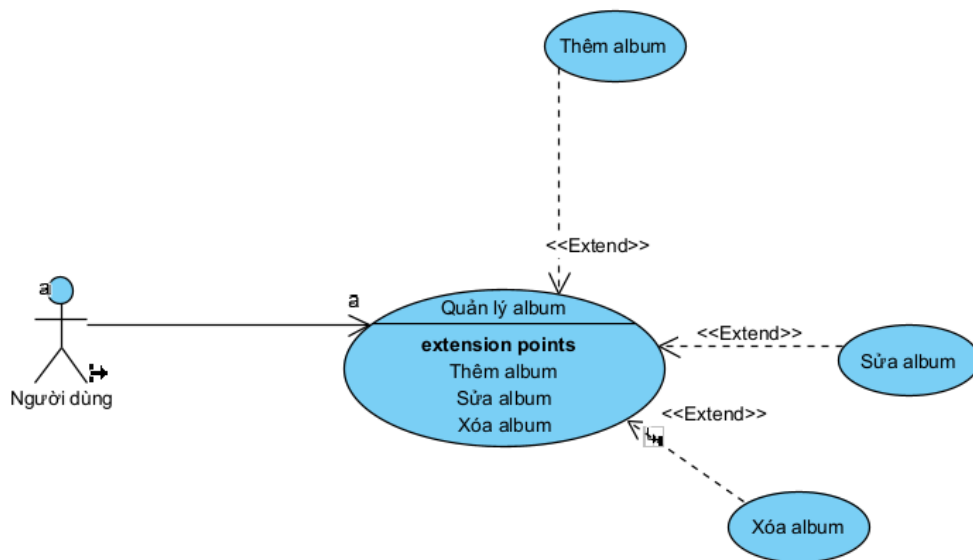 Thêm album
<<Extend>>
a
a
Quản lý album
extension points
Thêm album
Sửa album
Xóa album
Người dùng
<<Extend>>
Sửa album
<<Extend>>
Xóa album